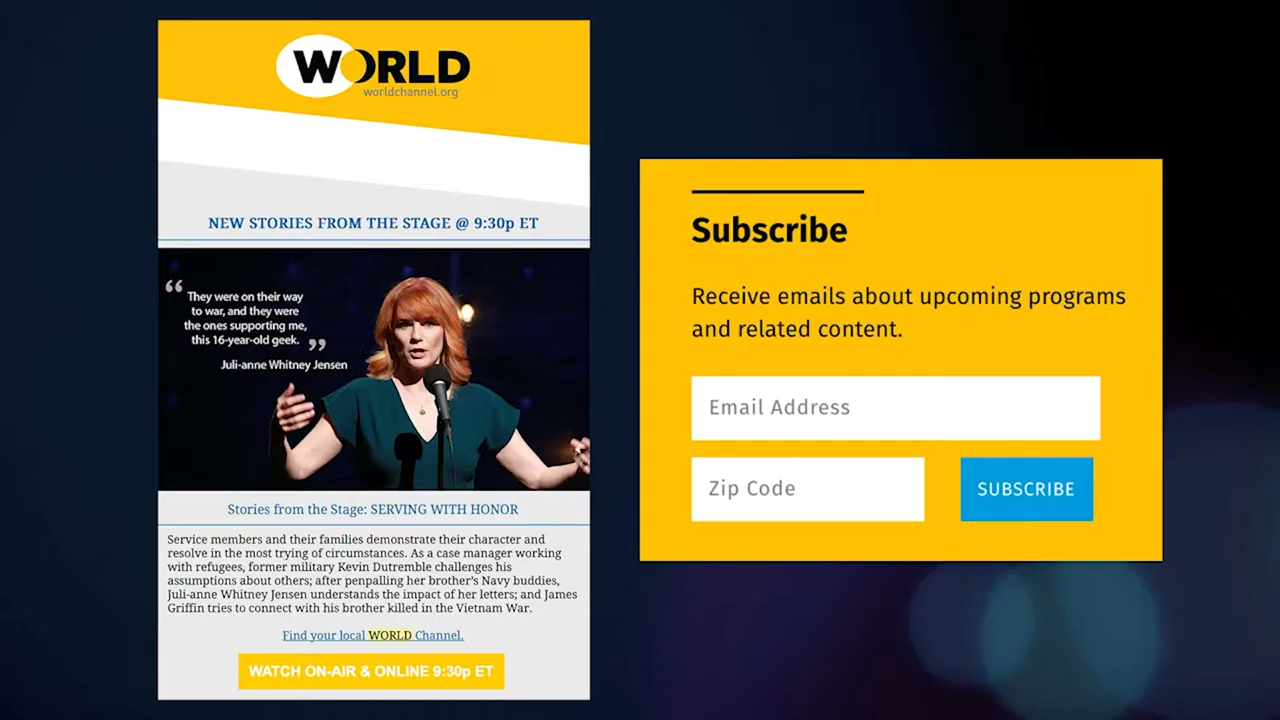 WORLD
worldchannel.org
NEW STORIES FROM THE STAGE @ 9:30p ET
“ They were on their way
to war, and they were
the ones supporting me,
this 16-year-old geek. ”
Juli-anne Whitney Jensen
Stories from the Stage: SERVING WITH HONOR
Service members and their families demonstrate their character and
resolve in the most trying of circumstances. As a case manager working
with refugees, former military Kevin Dutremble challenges his
assumptions about others; after penpalling her brother's Navy buddies,
Juli-anne Whitney Jensen understands the impact of her letters; and James
Griffin tries to connect with his brother killed in the Vietnam War.
Find your local WORLD Channel.
WATCH ON-AIR & ONLINE 9:30p ET
Subscribe
Receive emails about upcoming programs
and related content.
Email Address
Zip Code
SUBSCRIBE